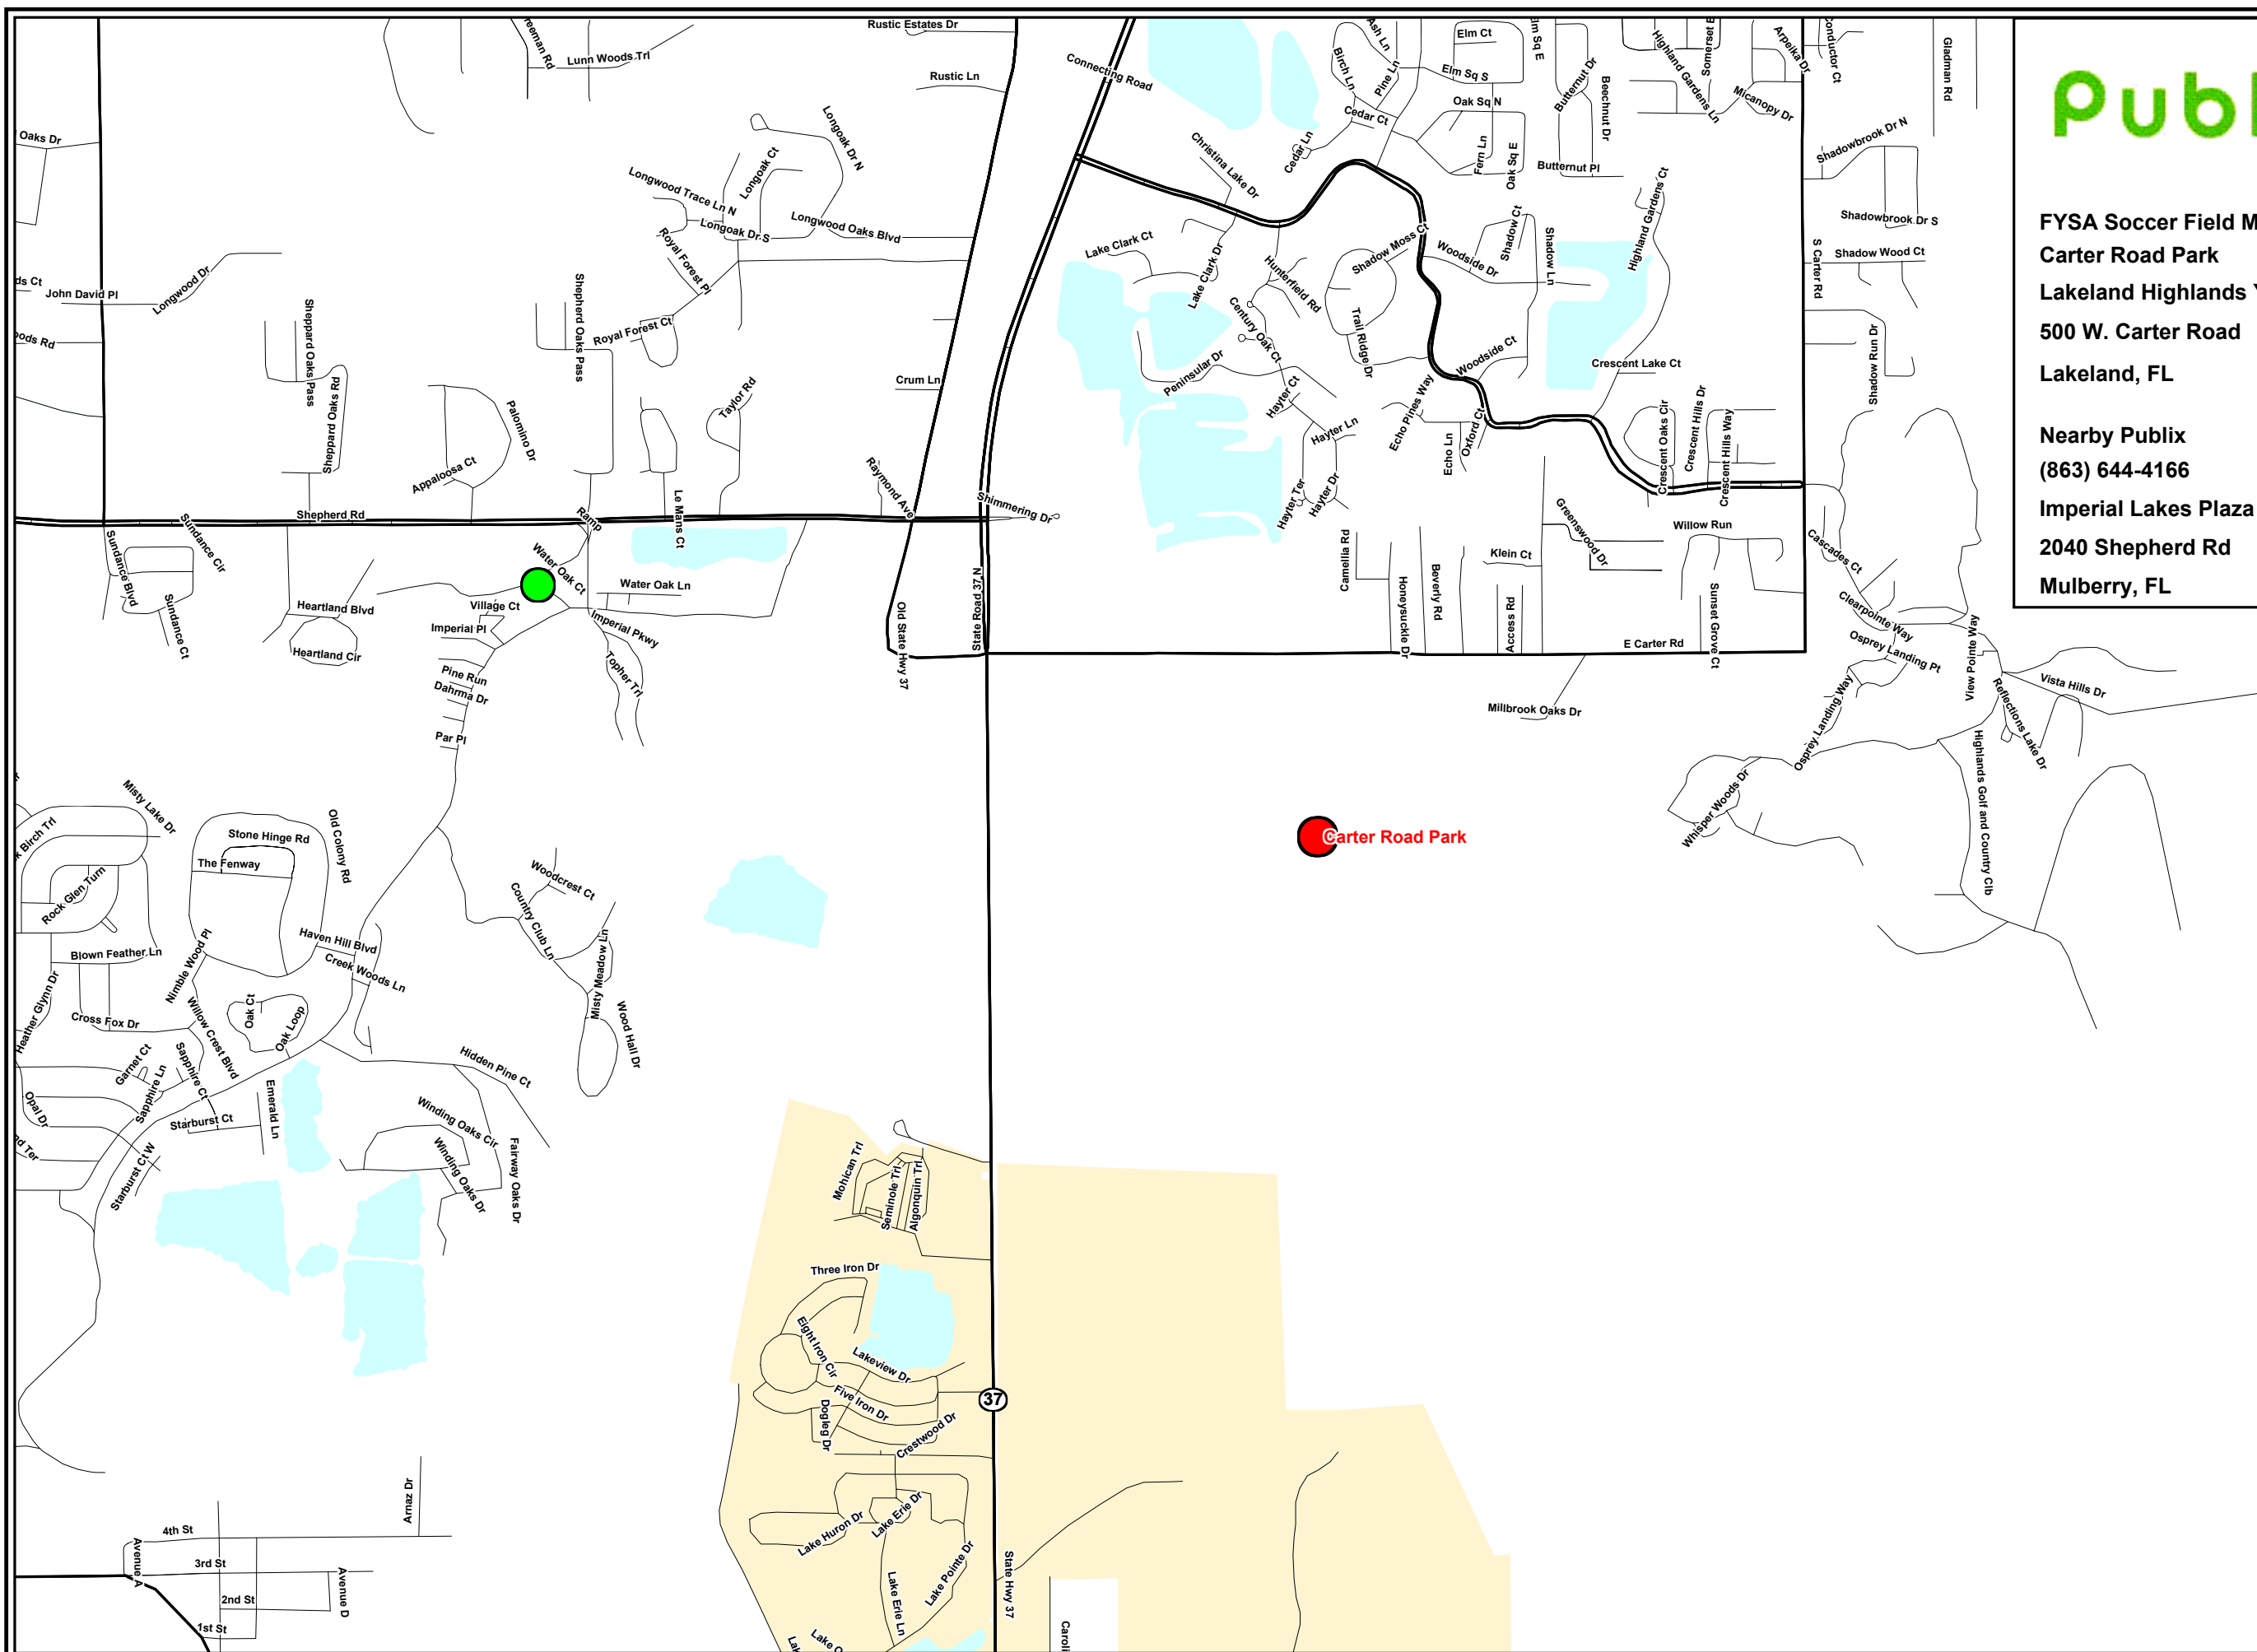 Publ
FYSA Soccer Field M
Carter Road Park
Lakeland Highlands Y
500 W. Carter Road
Lakeland, FL
Nearby Publix
(863) 644-4166
Imperial Lakes Plaza
2040 Shepherd Rd
Mulberry, FL
Rustic Estates Dr
reeman Rd
Lunn Woods Trl
Rustic Ln
Connecting Road
Ash Ln
Birch Ln
Pine Ln
Elm Ct
Elm Sq E
Elm Sq S
Oak Sq N
Cedar Ct
Cedar Ln
Fern Ln
Oak Sq E
Butternut Dr
Beechnut Dr
Butternut Pl
Highland Gardens Ln
Somerset B
Arpeika Dr
Micanopy Dr
Conductor Ct
Gladman Rd
Shadowbrook Dr N
Shadowbrook Dr S
Shadow Wood Ct
S Carter Rd
Shadow Run Dr
Oaks Dr
ds Ct
John David Pl
Longwood Dr
oods Rd
Longoak Dr N
Longoak Ct
Longwood Trace Ln N
Longoak Dr S
Longwood Oaks Blvd
Royal Forest Pl
Royal Forest Ct
Shepherd Oaks Pass
Sheppard Oaks Pass
Sheppard Oaks Rd
Palomino Dr
Appaloosa Ct
Taylor Rd
Crum Ln
Raymond Ave
Le Mans Ct
Shepherd Rd
Ramp
Shimmering Dr
Christina Lake Dr
Lake Clark Ct
Lake Clark Dr
Hunterfield Rd
Century Oak Ct
Peninsular Dr
Shadow Moss Ct
Trail Ridge Dr
Woodside Dr
Shadow Ct
Shadow Ln
Highland Gardens Ct
Woodside Ct
Crescent Lake Ct
Hayter Ct
Hayter Ln
Hayter Ter
Hayter Dr
Echo Pines Way
Echo Ln
Oxford Ct
Crescent Oaks Cir
Crescent Hills Dr
Crescent Hills Way
Greenswood Dr
Willow Run
Klein Ct
Camellia Rd
Honeysuckle Dr
Beverly Rd
Access Rd
Sunset Grove Ct
E Carter Rd
Millbrook Oaks Dr
Cascades Ct
Clearpointe Way
Osprey Landing Pt
Osprey Landing Way
View Pointe Way
Vista Hills Dr
Reflections Lake Dr
Highlands Golf and Country Clb
Whisper Woods Dr
Sundance Cir
Sundance Blvd
Sundance Ct
Heartland Blvd
Heartland Cir
Water Oak Ct
Water Oak Ln
Village Ct
Imperial Pl
Imperial Pkwy
Topher Trl
Pine Run
Dahrma Dr
Par Pl
Old State Hwy 37
State Road 37 N
Carter Road Park
Misty Lake Dr
k Birch Trl
Rock Glen Turn
Stone Hinge Rd
The Fenway
Old Colony Rd
Blown Feather Ln
Nimble Wood Pl
Haven Hill Blvd
Creek Woods Ln
Heather Glynn Dr
Cross Fox Dr
Willow Crest Blvd
Oak Ct
Oak Loop
Woodcrest Ct
Country Club Ln
Misty Meadow Ln
Wood Hall Dr
Garnet Ct
Sapphire Ln
Sapphire Ct
Opal Dr
nd Ter
Starburst Ct
Starburst Ct W
Emerald Ln
Hidden Pine Ct
Winding Oaks Cir
Winding Oaks Dr
Fairway Oaks Dr
Mohican Trl
Seminole Trl
Algonquin Trl
Three Iron Dr
Eight Iron Cir
Lakeview Dr
Five Iron Dr
Dogleg Dr
Crestwood Dr
37
Lake Huron Dr
Lake Erie Dr
Lake Pointe Dr
Lake Erie Ln
State Hwy 37
Arnaz Dr
4th St
Avenue A
3rd St
2nd St
Avenue D
1st St
Lak
Lake O
Caroli